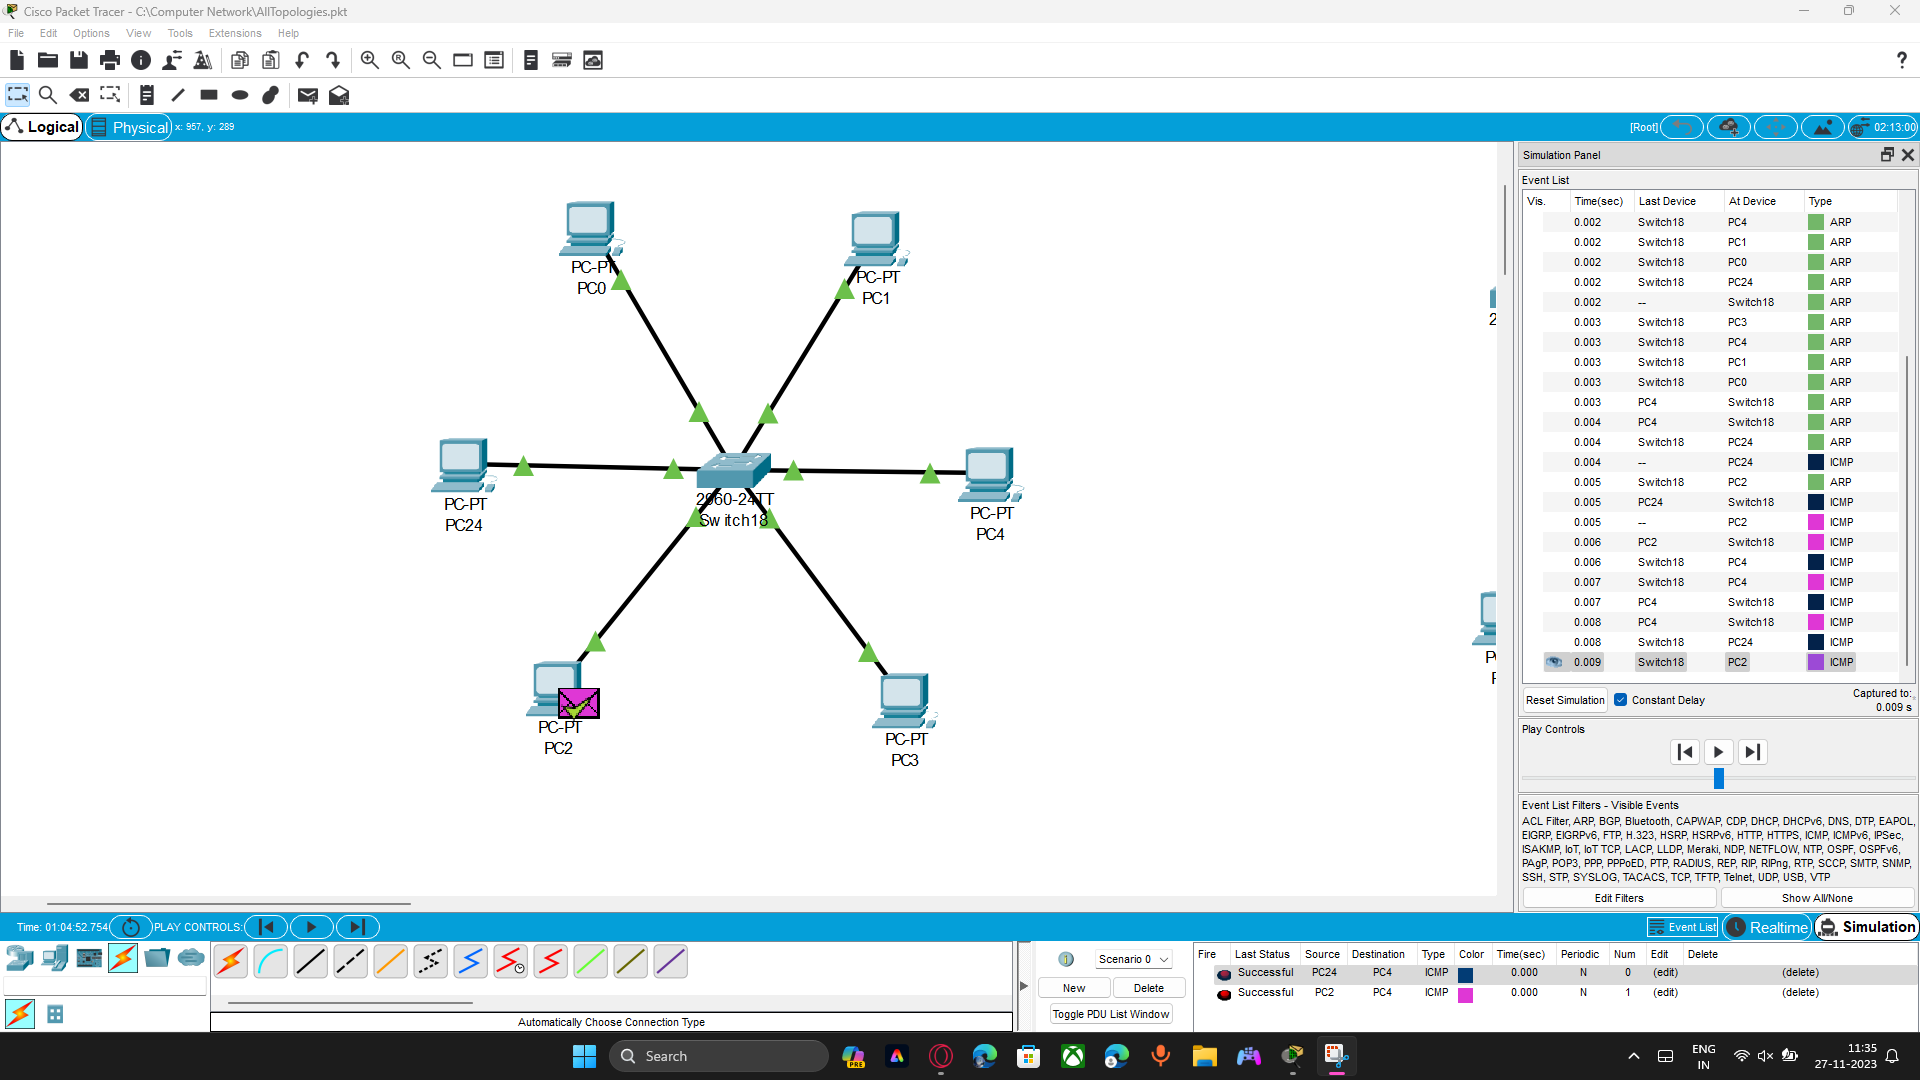 Cisco Packet Tracer - C:\Computer Network\AllTopologies.pkt
File Edit Options View Tools Extensions Help
Logical Physical x: 957, y: 289 [Root] 02:13:00
PC-PT
PC0
PC-PT
PC1
PC-PT
PC24
2960-24TT
Switch18
PC-PT
PC4
PC-PT
PC2
PC-PT
PC3
Simulation Panel
Event List
Vis. Time(sec) Last Device At Device Type
0.002 Switch18 PC4 ARP
0.002 Switch18 PC1 ARP
0.002 Switch18 PC0 ARP
0.002 Switch18 PC24 ARP
0.002 -- Switch18 ARP
0.003 Switch18 PC3 ARP
0.003 Switch18 PC4 ARP
0.003 Switch18 PC1 ARP
0.003 Switch18 PC0 ARP
0.003 PC4 Switch18 ARP
0.004 PC4 Switch18 ARP
0.004 Switch18 PC24 ARP
0.004 -- PC24 ICMP
0.005 Switch18 PC2 ARP
0.005 PC24 Switch18 ICMP
0.005 -- PC2 ICMP
0.006 PC2 Switch18 ICMP
0.006 Switch18 PC4 ICMP
0.007 Switch18 PC4 ICMP
0.007 PC4 Switch18 ICMP
0.008 PC4 Switch18 ICMP
0.008 Switch18 PC24 ICMP
0.009 Switch18 PC2 ICMP
Reset Simulation Constant Delay Captured to:
0.009 s
Play Controls
Event List Filters - Visible Events
ACL Filter, ARP, BGP, Bluetooth, CAPWAP, CDP, DHCP, DHCPv6, DNS, DTP, EAPOL,
EIGRP, EIGRPv6, FTP, H.323, HSRP, HSRPv6, HTTP, HTTPS, ICMP, ICMPv6, IPSec,
ISAKMP, IoT, IoT TCP, LACP, LLDP, Meraki, NDP, NETFLOW, NTP, OSPF, OSPFv6,
PAgP, POP3, PPP, PPPoED, PTP, RADIUS, REP, RIP, RIPng, RTP, SCCP, SMTP, SNMP,
SSH, STP, SYSLOG, TACACS, TCP, TFTP, Telnet, UDP, USB, VTP
Edit Filters Show All/None
Time: 01:04:52.754 PLAY CONTROLS: Event List Realtime Simulation
Automatically Choose Connection Type
Scenario 0
New Delete
Toggle PDU List Window
Fire Last Status Source Destination Type Color Time(sec) Periodic Num Edit Delete
Successful PC24 PC4 ICMP 0.000 N 0 (edit) (delete)
Successful PC2 PC4 ICMP 0.000 N 1 (edit) (delete)
Search
PRE
ENG
IN
11:35
27-11-2023